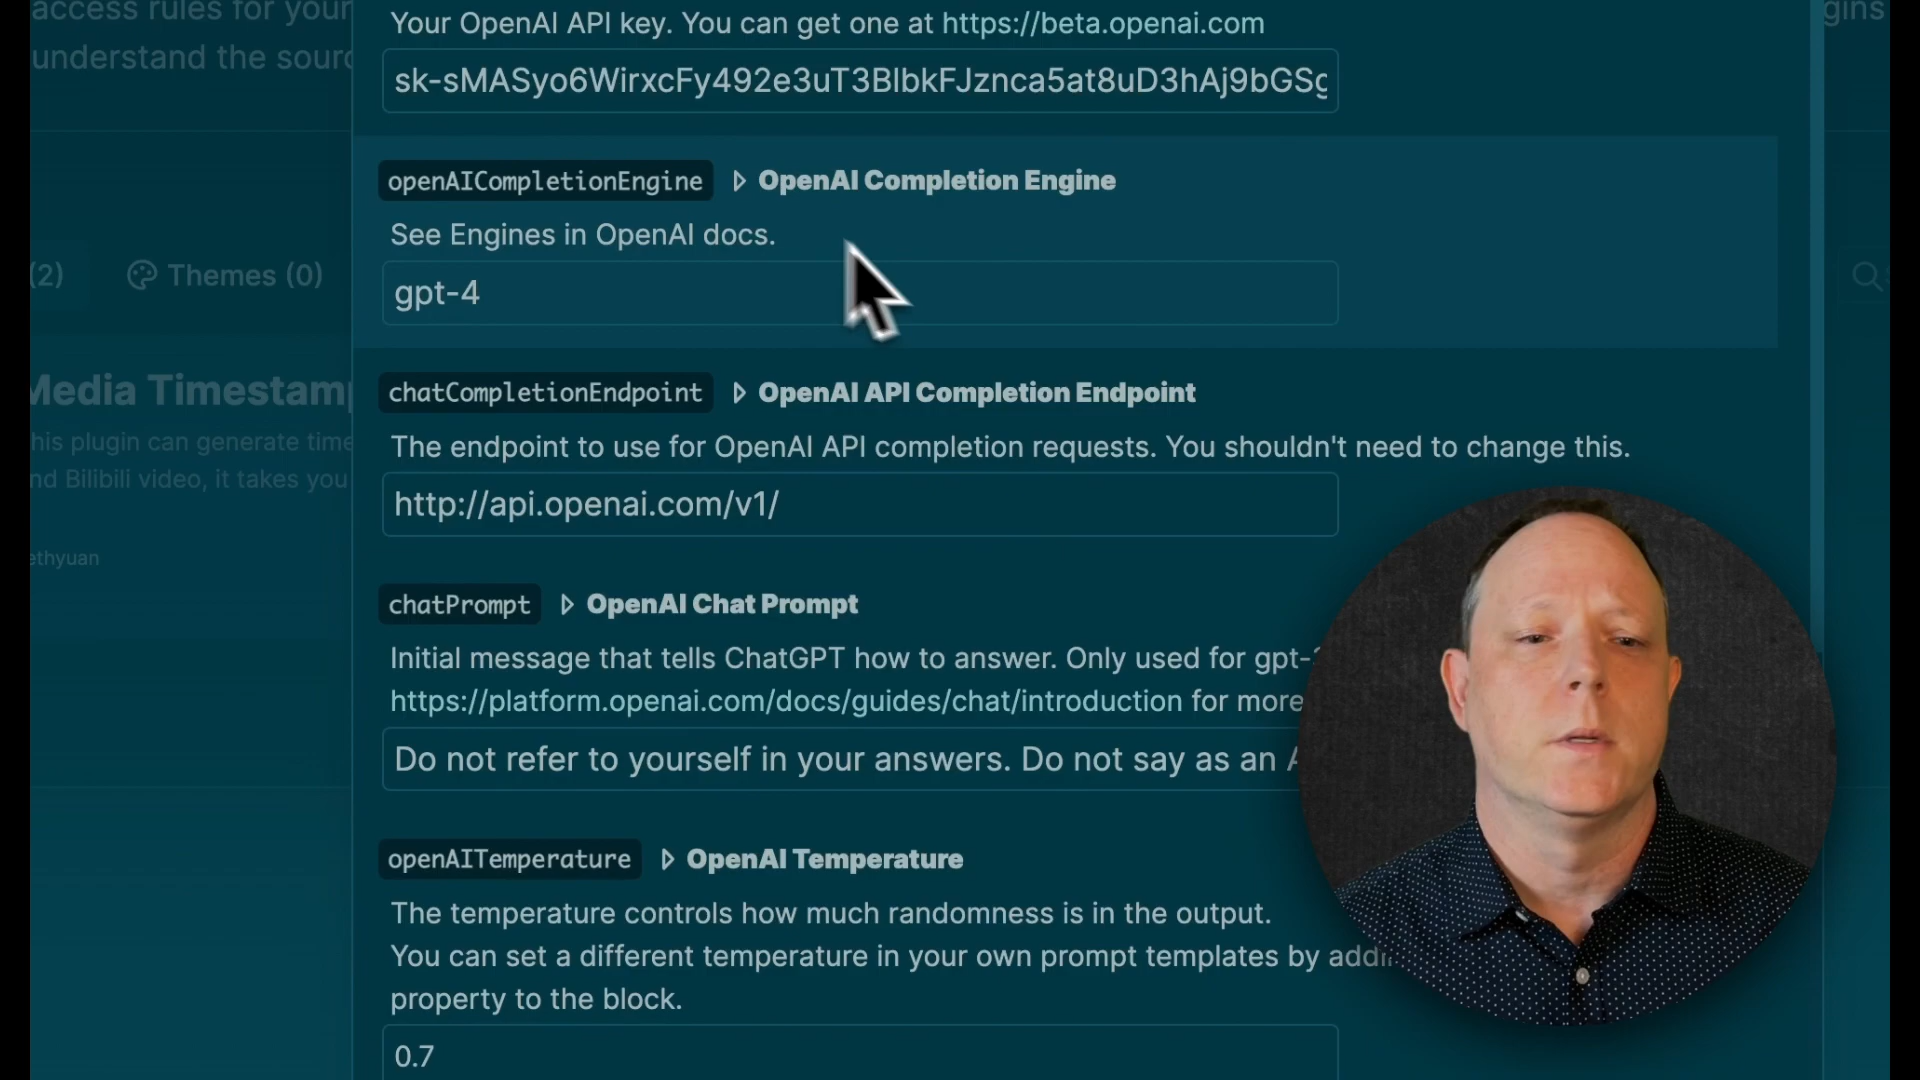 access rules for your
gins
understand the sourc
Your OpenAI API key. You can get one at https://beta.openai.com
sk-sMASyo6WirxcFy492e3uT3BlbkFJznca5at8uD3hAj9bGSg
openAICompletionEngine OpenAI Completion Engine
See Engines in OpenAI docs.
(2) Themes (0)
gpt-4
Media Timestamp
chatCompletionEndpoint OpenAI API Completion Endpoint
his plugin can generate time
The endpoint to use for OpenAI API completion requests. You shouldn't need to change this.
nd Bilibili video, it takes you
http://api.openai.com/v1/
ethyuan
chatPrompt OpenAI Chat Prompt
Initial message that tells ChatGPT how to answer. Only used for gpt-
https://platform.openai.com/docs/guides/chat/introduction for more
Do not refer to yourself in your answers. Do not say as an A
openAITemperature OpenAI Temperature
The temperature controls how much randomness is in the output.
You can set a different temperature in your own prompt templates by addi
property to the block.
0.7